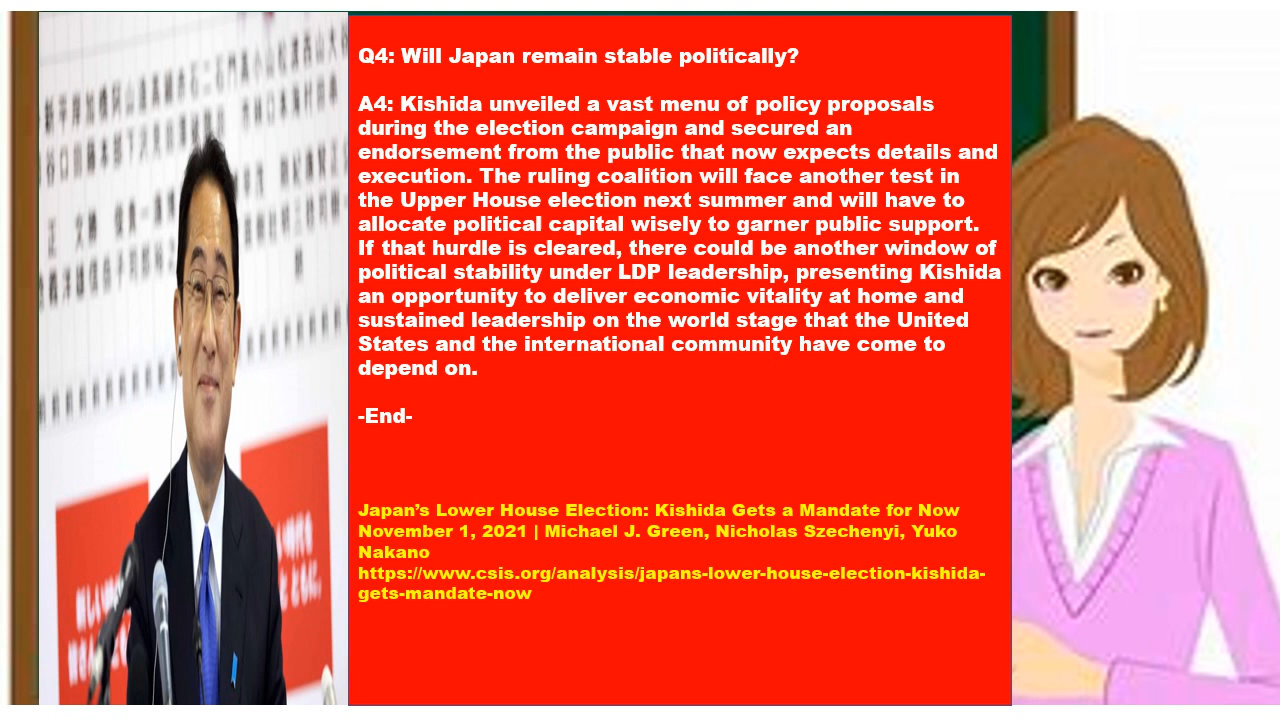 Q4: Will Japan remain stable politically?
A4: Kishida unveiled a vast menu of policy proposals
during the election campaign and secured an
endorsement from the public that now expects details and
execution. The ruling coalition will face another test in
the Upper House election next summer and will have to
allocate political capital wisely to garner public support.
If that hurdle is cleared, there could be another window of
political stability under LDP leadership, presenting Kishida
an opportunity to deliver economic vitality at home and
sustained leadership on the world stage that the United
States and the international community have come to
depend on.
-End-
Japan’s Lower House Election: Kishida Gets a Mandate for Now
November 1, 2021 | Michael J. Green, Nicholas Szechenyi, Yuko
Nakano
https://www.csis.org/analysis/japans-lower-house-election-kishida-
gets-mandate-now